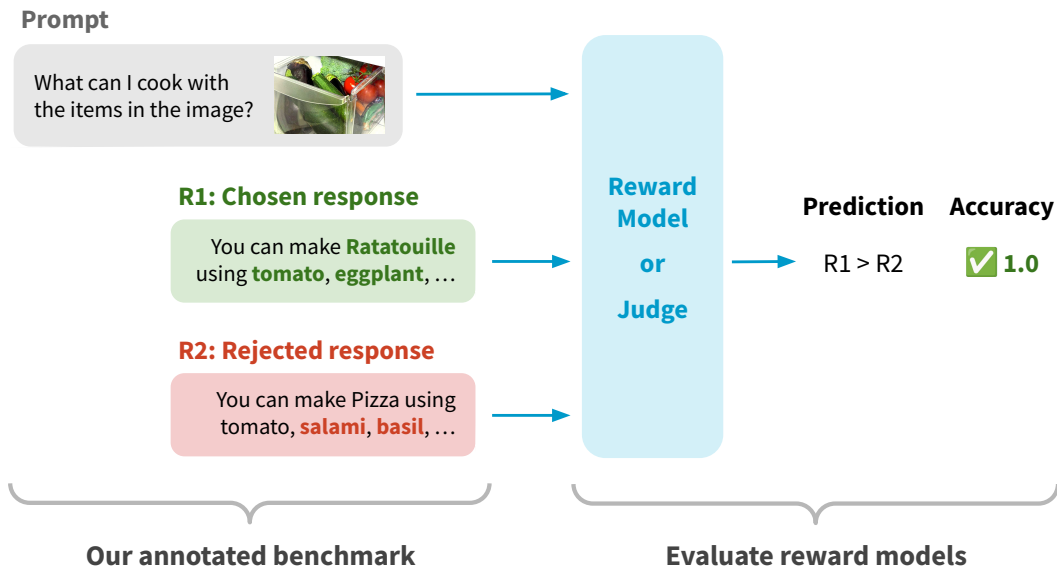 Prompt
What can I cook with
the items in the image?
R1: Chosen response
You can make Ratatouille
using tomato, eggplant, …
R2: Rejected response
You can make Pizza using
tomato, salami, basil, …
Reward
Model
or
Judge
Prediction Accuracy
R1 > R2 ✅ 1.0
Our annotated benchmark
Evaluate reward models